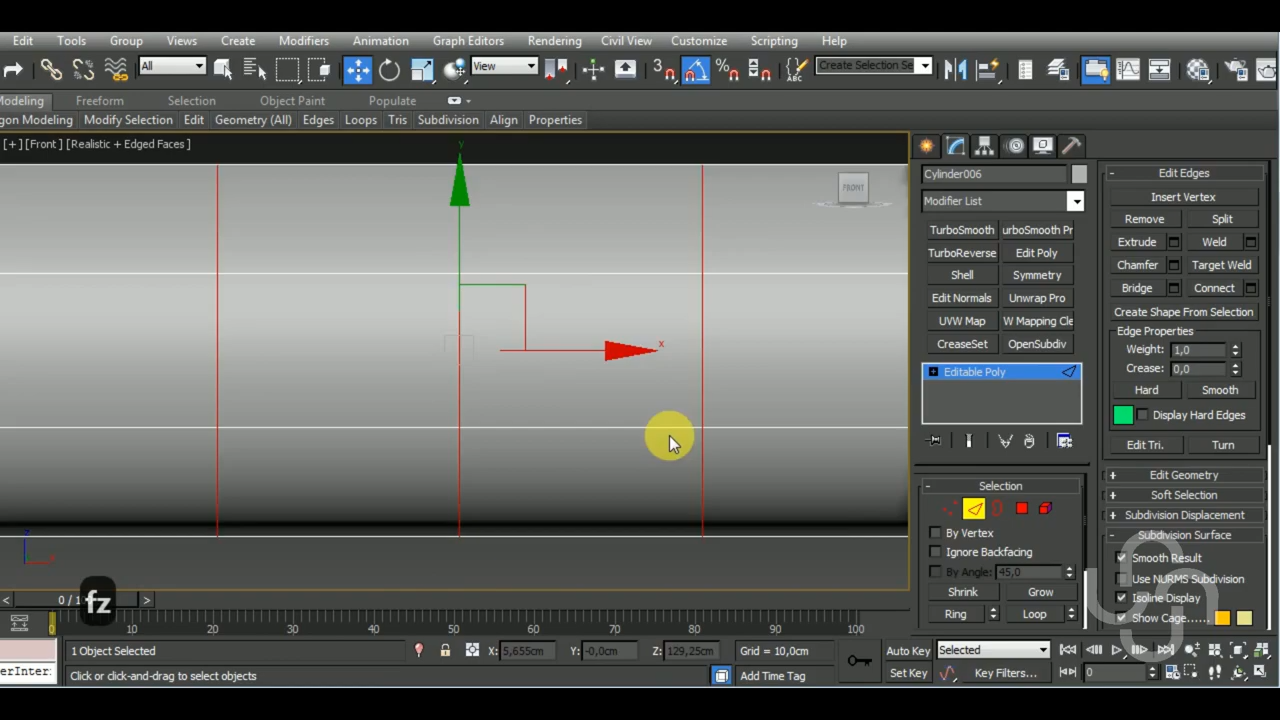 Edit Tools Group Views Create Modifiers Animation Graph Editors Rendering Civil View Customize Scripting Help
All View 3 % ABC Create Selection Se
Modeling Freeform Selection Object Paint Populate
gon Modeling Modify Selection Edit Geometry (All) Edges Loops Tris Subdivision Align Properties
[+] [Front] [Realistic + Edged Faces]
y
FRONT
x
z
x
fz
Cylinder006
Modifier List
TurboSmooth urboSmooth Pr
TurboReverse Edit Poly
Shell Symmetry
Edit Normals Unwrap Pro
UVW Map W Mapping Cle
CreaseSet OpenSubdiv
Editable Poly
Selection
By Vertex
Ignore Backfacing
By Angle: 45,0
Shrink Grow
Ring Loop
Edit Edges
Insert Vertex
Remove Split
Extrude Weld
Chamfer Target Weld
Bridge Connect
Create Shape From Selection
Edge Properties
Weight: 1,0
Crease: 0,0
Hard Smooth
Display Hard Edges
Edit Tri. Turn
Edit Geometry
Soft Selection
Subdivision Displacement
Subdivision Surface
Smooth Result
Use NURMS Subdivision
Isoline Display
Show Cage......
< 0 / 1 >
0 10 20 30 40 50 60 70 80 90 100
1 Object Selected X: 5,655cm Y: -0,0cm Z: 129,25cm Grid = 10,0cm Auto Key Selected
erInter: Click or click-and-drag to select objects Add Time Tag Set Key Key Filters... 0